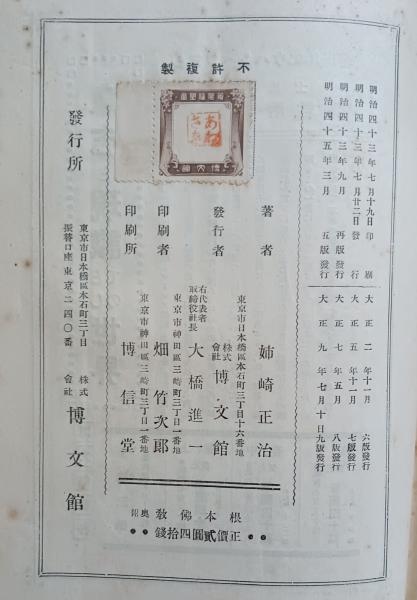 明治四十三年七月十九日印刷
明治四十三年七月廿二日發行
明治四十三年九月 再版發行
明治四十五年三月 五版發行
大正二年十一月 六版發行
大正五年十一月 七版發行
大正七年五月 八版發行
大正九年七月十日九版發行
不許複製
著者 姉崎正治
東京市日本橋區本石町三丁目十六番地
發行者 株式會社 博文館
右代表者
取締役社長 大橋進一
東京市神田區三崎町三丁目一番地
印刷者 畑竹次郎
東京市神田區三崎町三丁目一番地
印刷所 博信堂
發行所
東京市日本橋區本石町三丁目
振替口座東京二四〇番
株式會社 博文館
根本佛教 奥附
正價貳圓四拾錢